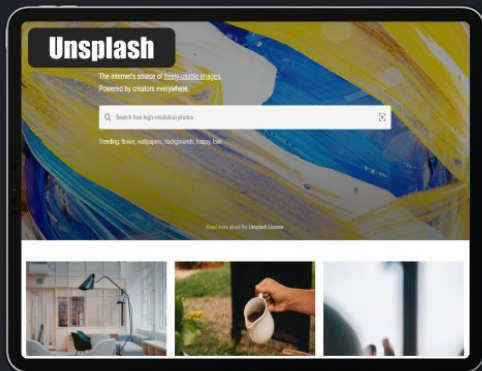 Unsplash
The internet's source of freely-usable images.
Powered by creators everywhere.
Search free high-resolution photos
Trending: flower, wallpapers, backgrounds, happy, love
Read more about the Unsplash License